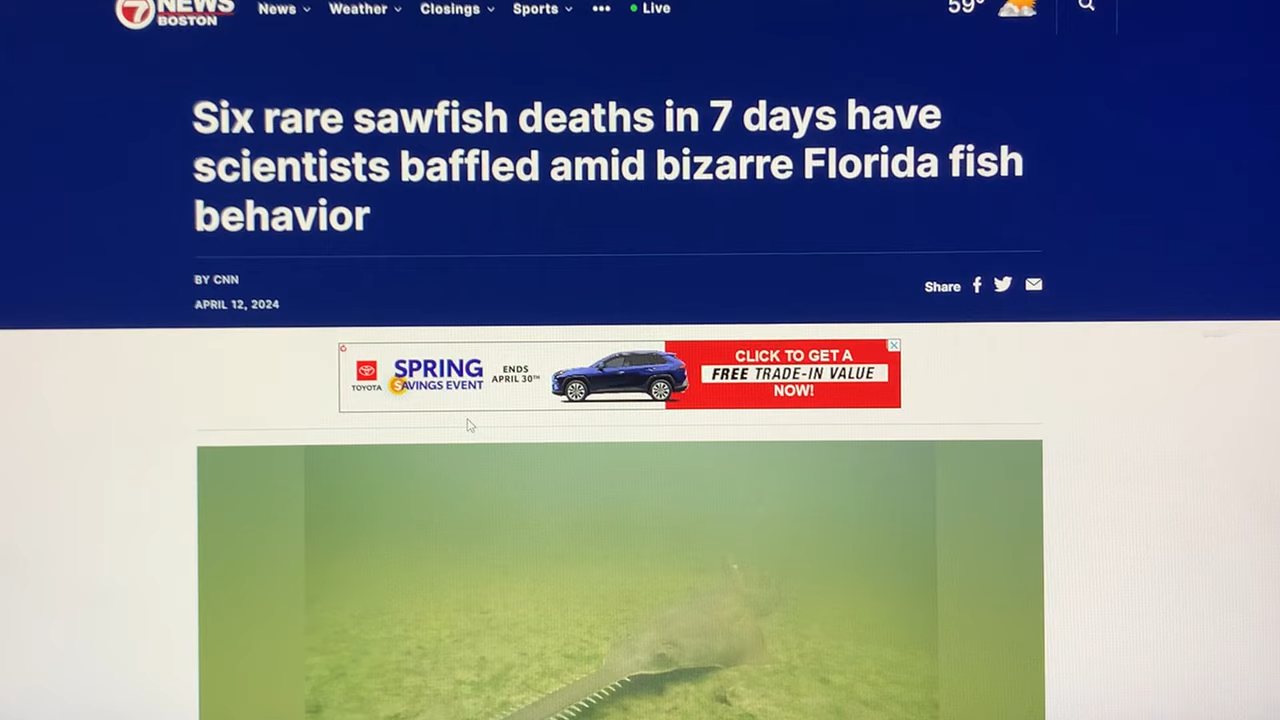 7 NEWS
BOSTON
News Weather Closings Sports ••• Live
59°
Six rare sawfish deaths in 7 days have
scientists baffled amid bizarre Florida fish
behavior
BY CNN
APRIL 12, 2024
Share
TOYOTA
SPRING
SAVINGS EVENT
ENDS
APRIL 30TH
CLICK TO GET A
FREE TRADE-IN VALUE
NOW!